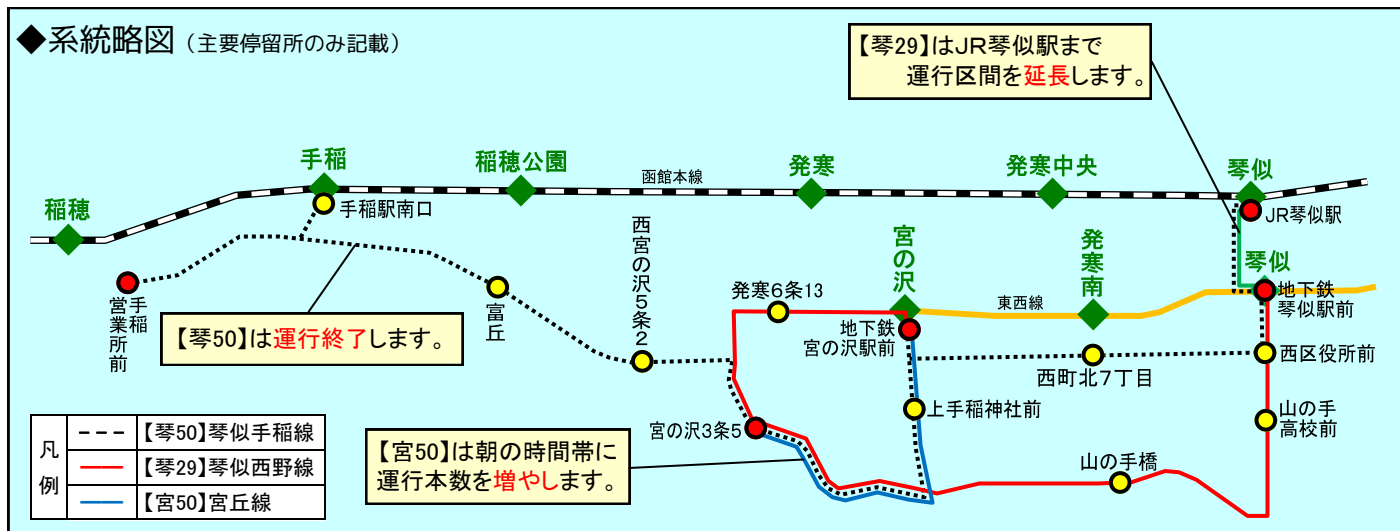 ◆系統略図（主要停留所のみ記載）
【琴29】はJR琴似駅まで
運行区間を延長します。
稲穂
手稲
稲穂公園
函館本線
発寒
発寒中央
琴似
手稲駅南口
JR琴似駅
手稲
営業所前
富丘
西宮の沢5条2
発寒6条13
宮の沢
発寒南
琴似
東西線
地下鉄
琴似駅前
地下鉄
宮の沢駅前
【琴50】は運行終了します。
西町北7丁目
西区役所前
上手稲神社前
山の手
高校前
宮の沢3条5
山の手橋
【宮50】は朝の時間帯に
運行本数を増やします。
凡例
【琴50】琴似手稲線
【琴29】琴似西野線
【宮50】宮丘線